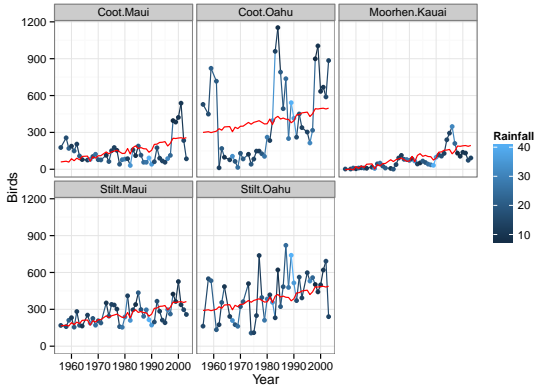 Coot.Maui Coot.Oahu Moorhen.Kauai
1200
900
600
300
0
Rainfall
40
30
20
10
Birds
Stilt.Maui Stilt.Oahu
1200
900
600
300
0
1960 1970 1980 1990 2000 1960 1970 1980 1990 2000
Year